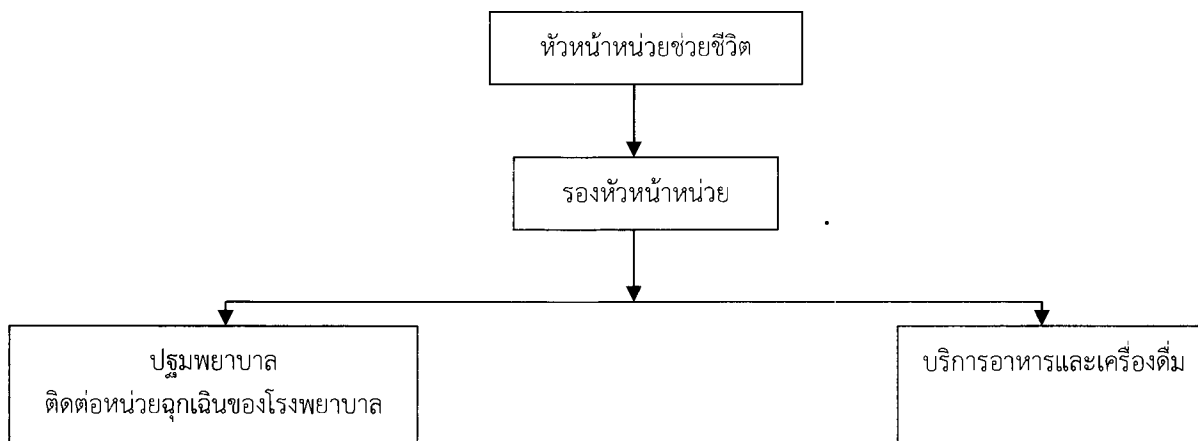 หัวหน้าหน่วยช่วยชีวิต
รองหัวหน้าหน่วย
ปฐมพยาบาล
ติดต่อหน่วยฉุกเฉินของโรงพยาบาล
บริการอาหารและเครื่องดื่ม